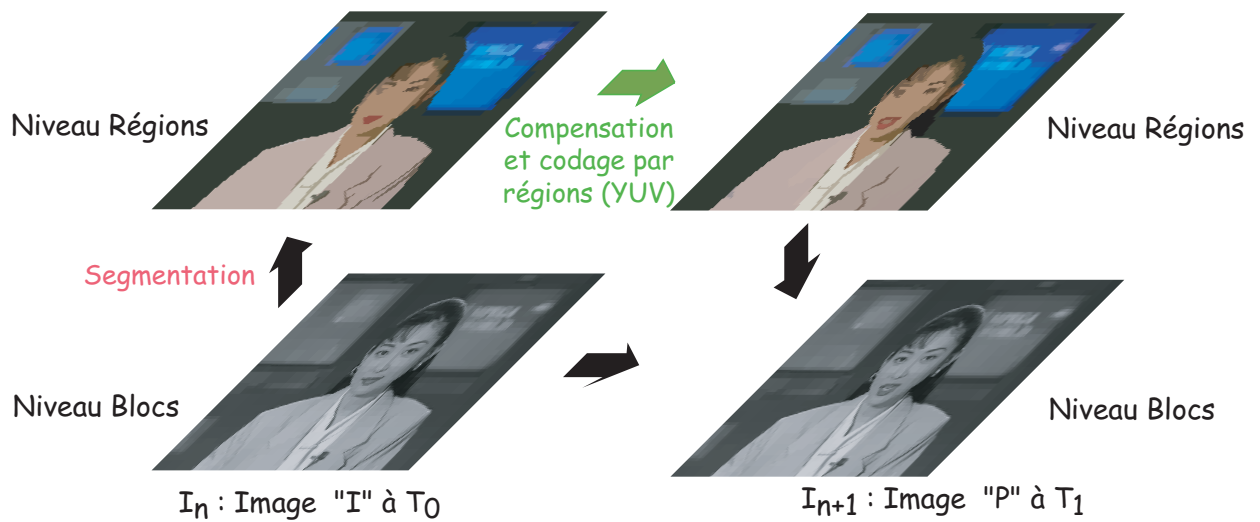 Niveau Régions
Compensation
et codage par
régions (YUV)
Niveau Régions
Segmentation
Niveau Blocs
Niveau Blocs
In : Image "I" à T0
In+1 : Image "P" à T1